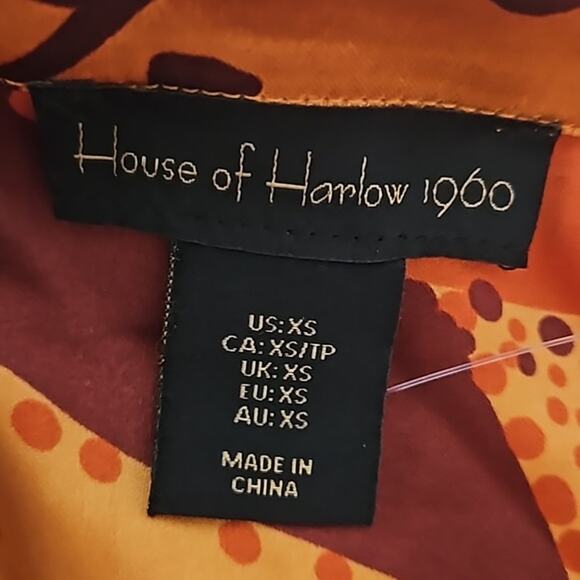 House of Harlow 1960
US: XS
CA: XS/TP
UK: XS
EU: XS
AU: XS
MADE IN
CHINA